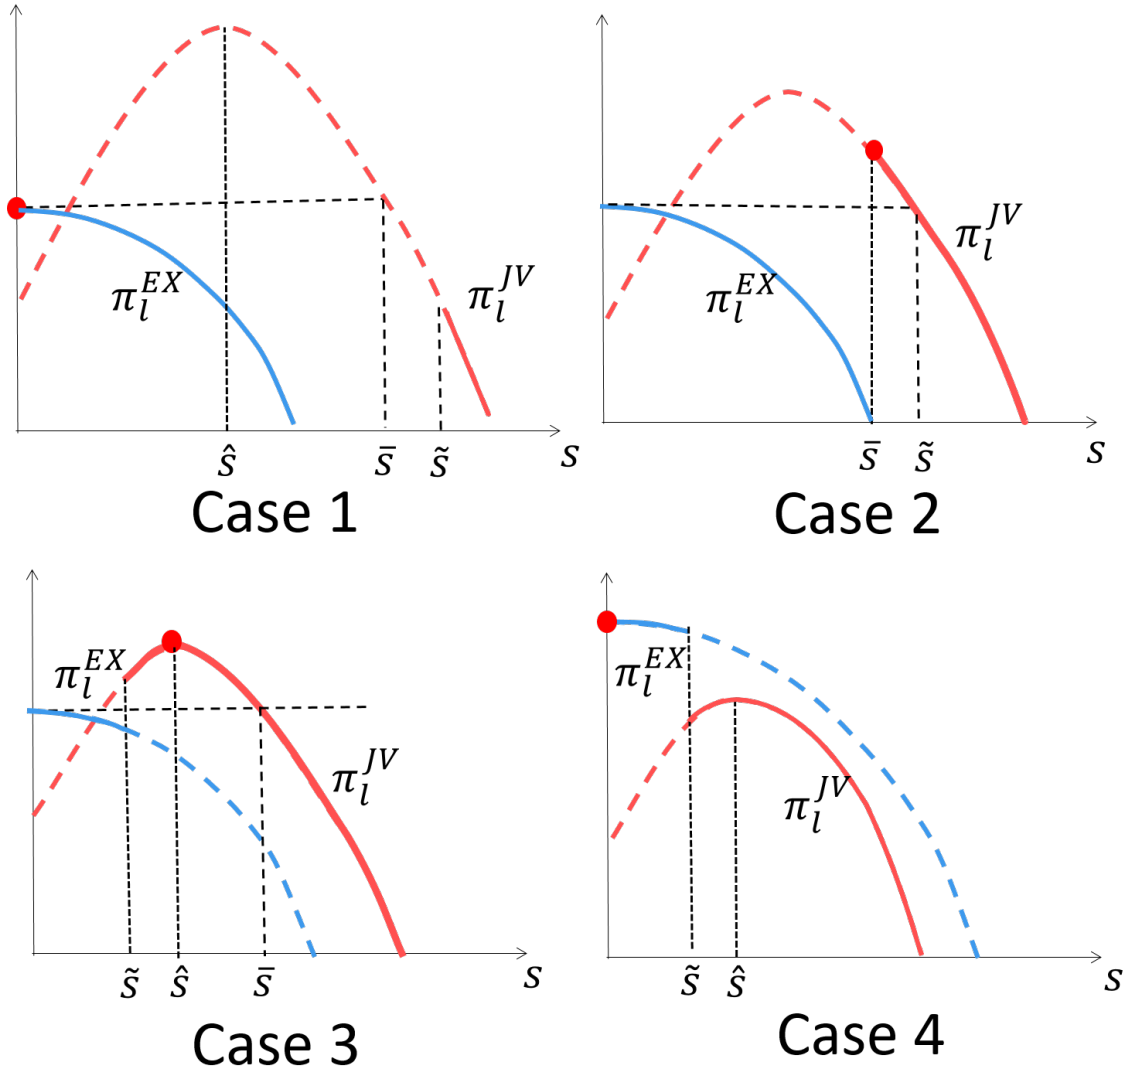 π_l^{EX}
π_l^{JV}
ŝ
s̄
s̃
s
Case 1
π_l^{JV}
π_l^{EX}
s̄
s̃
s
Case 2
π_l^{EX}
π_l^{JV}
s̃
ŝ
s̄
s
Case 3
π_l^{EX}
π_l^{JV}
s̃
ŝ
s
Case 4